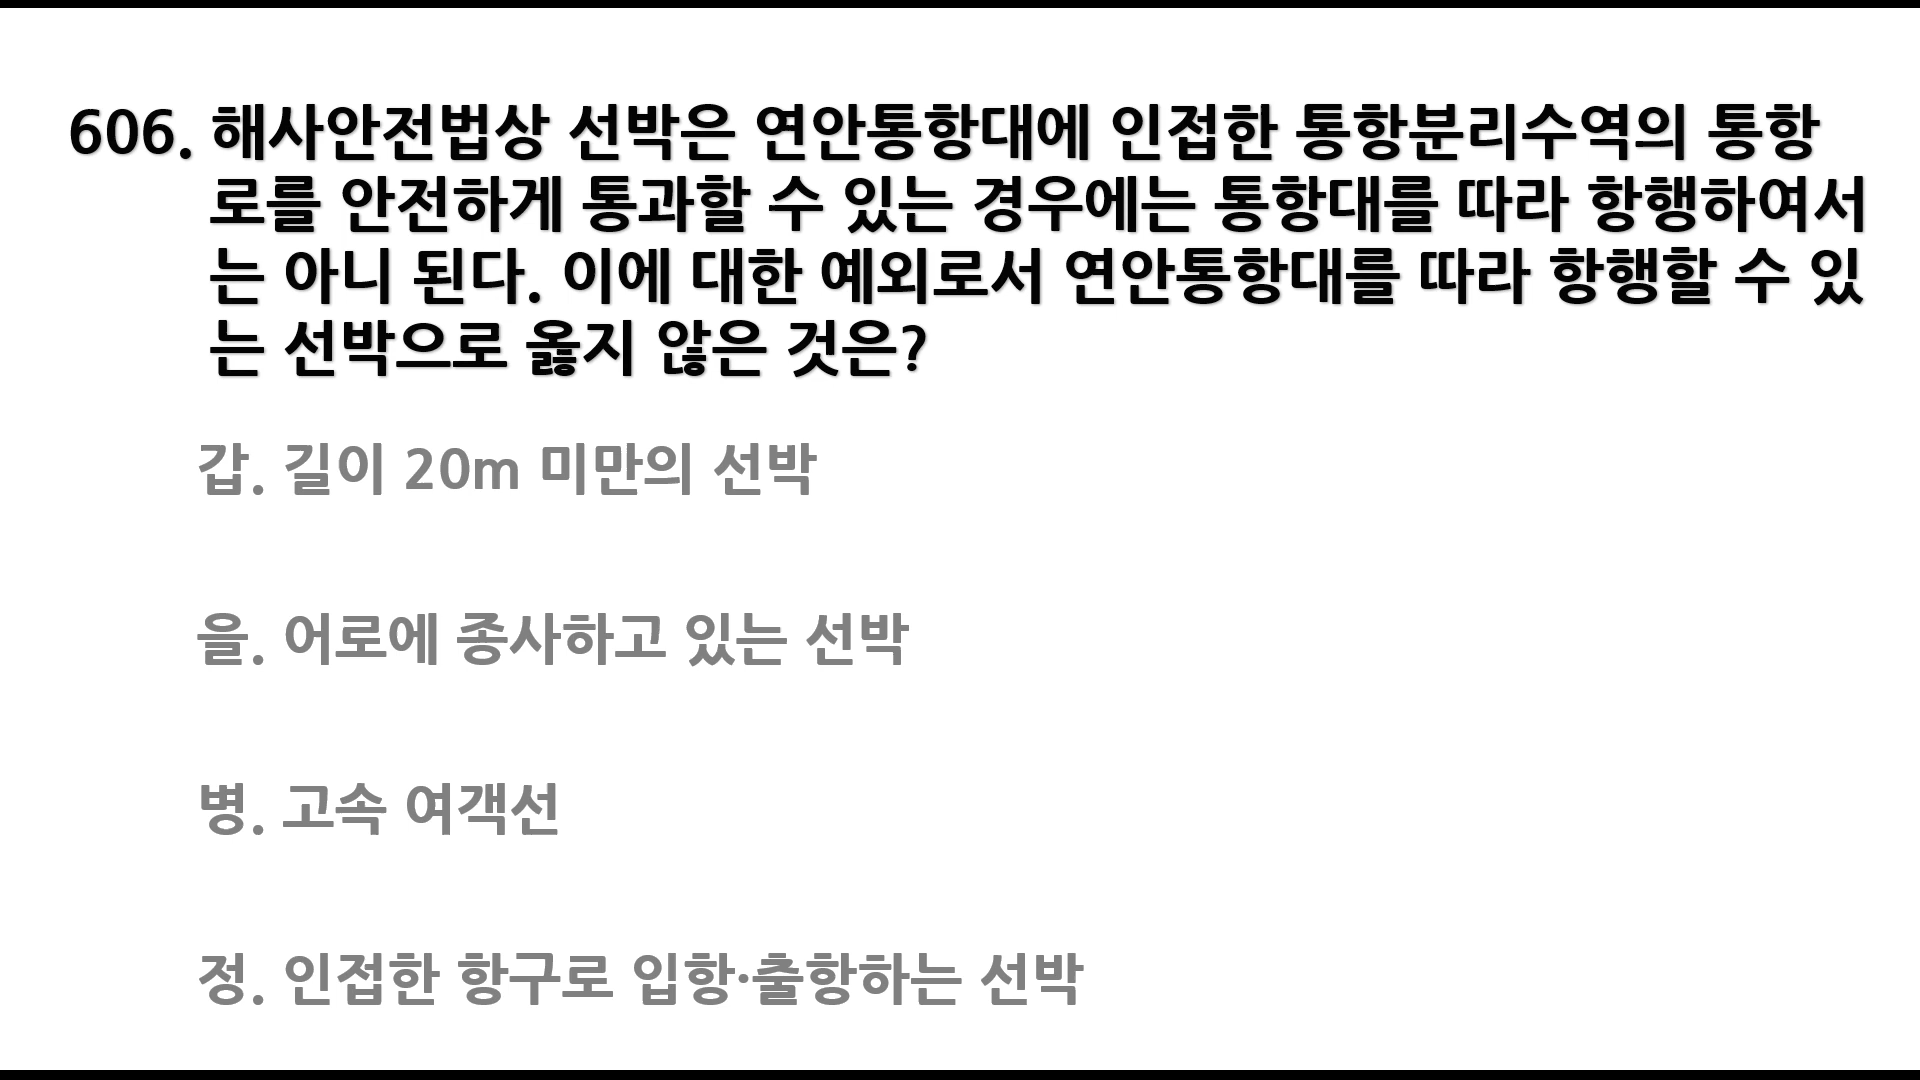 606. 해사안전법상 선박은 연안통항대에 인접한 통항분리수역의 통항
로를 안전하게 통과할 수 있는 경우에는 통항대를 따라 항행하여서
는 아니 된다. 이에 대한 예외로서 연안통항대를 따라 항행할 수 있
는 선박으로 옳지 않은 것은?
갑. 길이 20m 미만의 선박
을. 어로에 종사하고 있는 선박
병. 고속 여객선
정. 인접한 항구로 입항·출항하는 선박